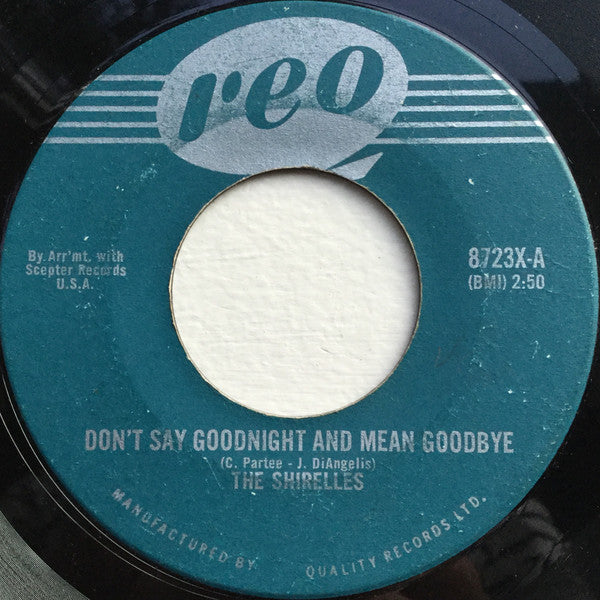 reo
By Arr'mt. with
Scepter Records
U.S.A.
8723X-A
(BMI) 2:50
DON'T SAY GOODNIGHT AND MEAN GOODBYE
(C. Partee - J. DiAngelis)
THE SHIRELLES
MANUFACTURED BY QUALITY RECORDS LTD.